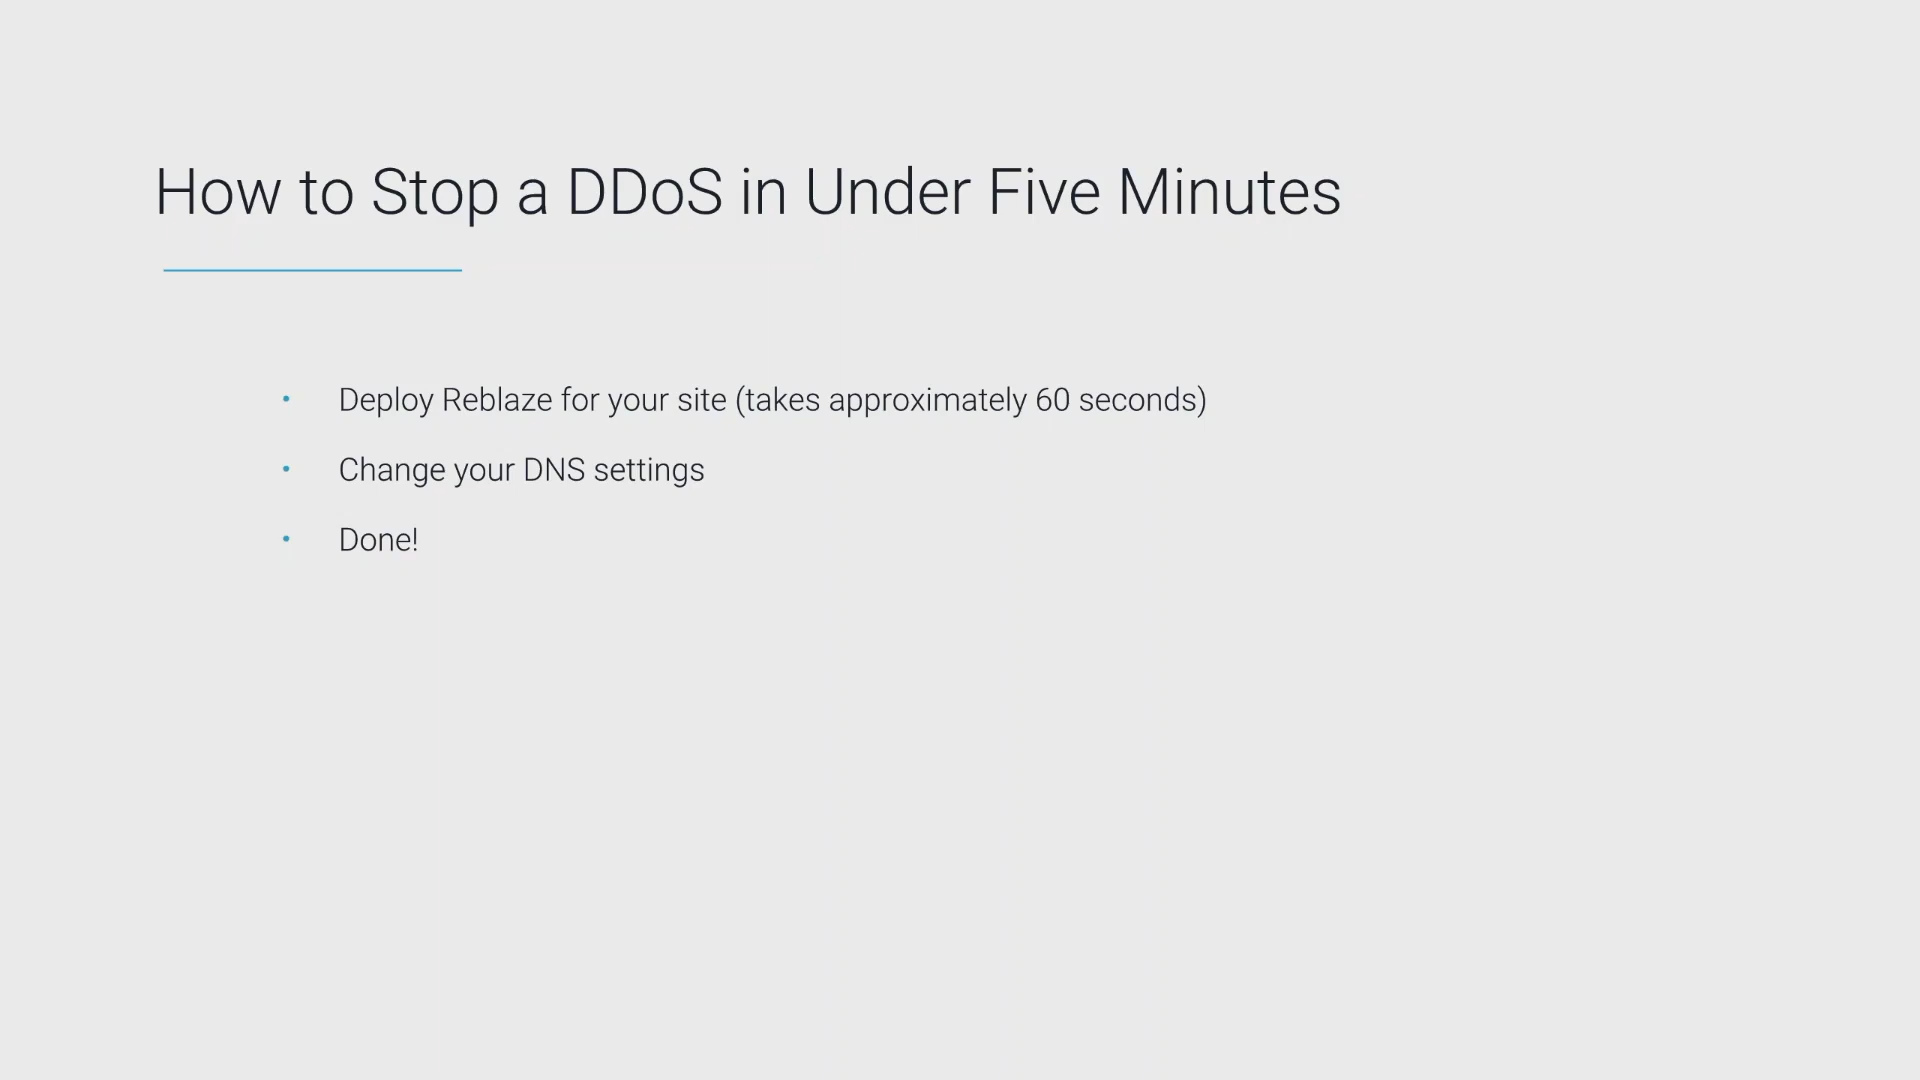 How to Stop a DDoS in Under Five Minutes
• Deploy Reblaze for your site (takes approximately 60 seconds)
• Change your DNS settings
• Done!